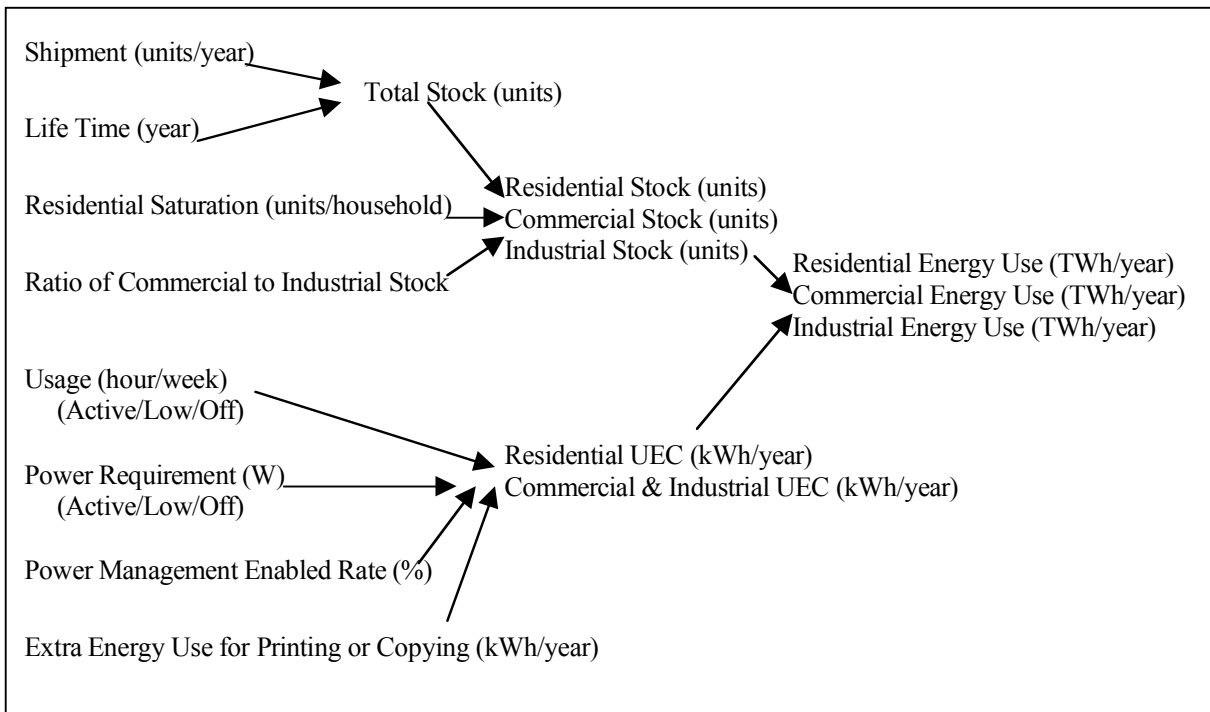 Shipment (units/year)
Total Stock (units)
Life Time (year)
Residential Stock (units)
Residential Saturation (units/household)
Commercial Stock (units)
Industrial Stock (units)
Ratio of Commercial to Industrial Stock
Residential Energy Use (TWh/year)
Commercial Energy Use (TWh/year)
Industrial Energy Use (TWh/year)
Usage (hour/week)
(Active/Low/Off)
Residential UEC (kWh/year)
Commercial & Industrial UEC (kWh/year)
Power Requirement (W)
(Active/Low/Off)
Power Management Enabled Rate (%)
Extra Energy Use for Printing or Copying (kWh/year)